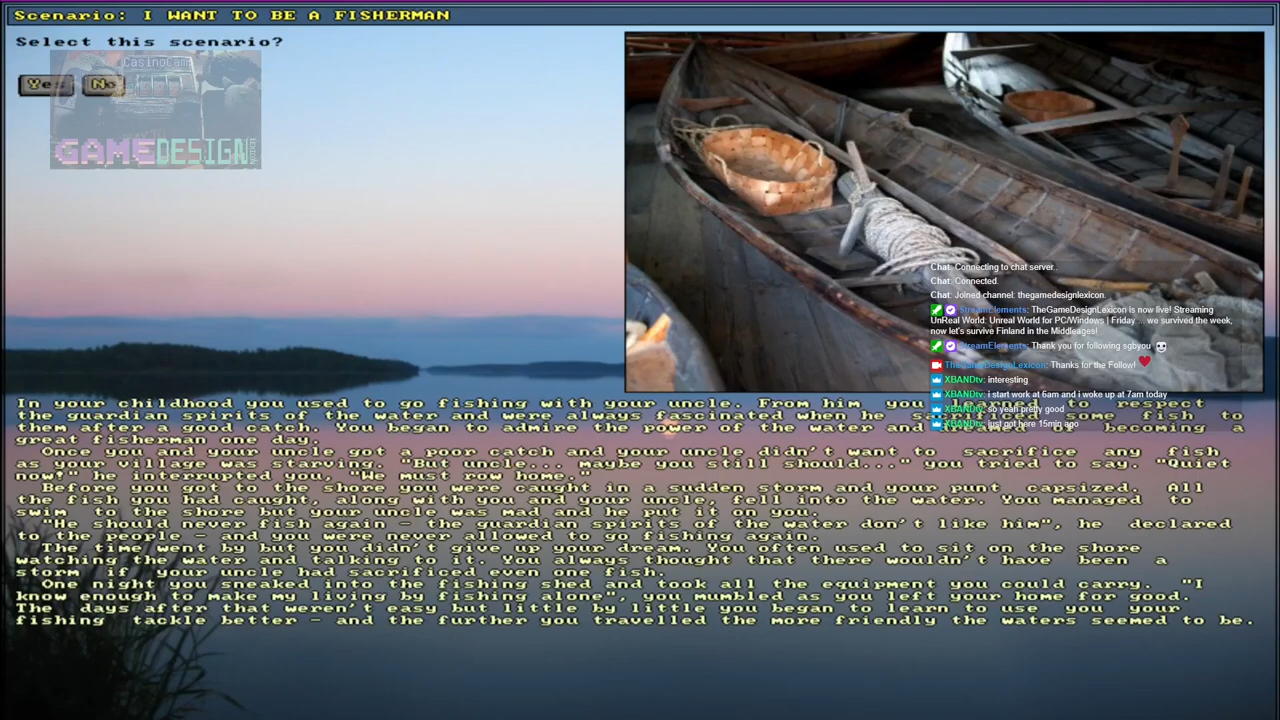 Scenario: I WANT TO BE A FISHERMAN
Select this scenario?
Yes No
CasinoCam
GAMEDESIGN
Chat: Connecting to chat server..
Chat: Connected.
Chat: Joined channel: thegamedesignlexicon.
StreamElements: TheGameDesignLexicon is now live! Streaming
UnReal World: Unreal World for PC/Windows | Friday ... we survived the week,
now let's survive Finland in the Middleages!
StreamElements: Thank you for following sgbyou
TheGameDesignLexicon: Thanks for the Follow!
XBANDtv: interesting
XBANDtv: i start work at 6am and i woke up at 7am today
XBANDtv: so yeah pretty good
XBANDtv: just got here 15min ago
In your childhood you used to go fishing with your uncle. From him you learned to respect
the guardian spirits of the water and were always fascinated when he sacrificed some fish to
them after a good catch. You began to admire the power of the water and dreamed of becoming a
great fisherman one day.
Once you and your uncle got a poor catch and your uncle didn't want to sacrifice any fish
as your village was starving. "But uncle... maybe you still should..." you tried to say. "Quiet
now!" he interrupted you, "We must row home."
Before you got to the shore you were caught in a sudden storm and your punt capsized. All
the fish you had caught, along with you and your uncle, fell into the water. You managed to
swim to the shore but your uncle was mad and he put it on you.
"He should never fish again - the guardian spirits of the water don't like him", he declared
to the people - and you were never allowed to go fishing again.
The time went by but you didn't give up your dream. You often used to sit on the shore
watching the water and talking to it. You always thought that there wouldn't have been a
storm if your uncle had sacrificed even one fish.
One night you sneaked into the fishing shed and took all the equipment you could carry. "I
know enough to make my living by fishing alone", you mumbled as you left your home for good.
The days after that weren't easy but little by little you began to learn to use you your
fishing tackle better - and the further you travelled the more friendly the waters seemed to be.